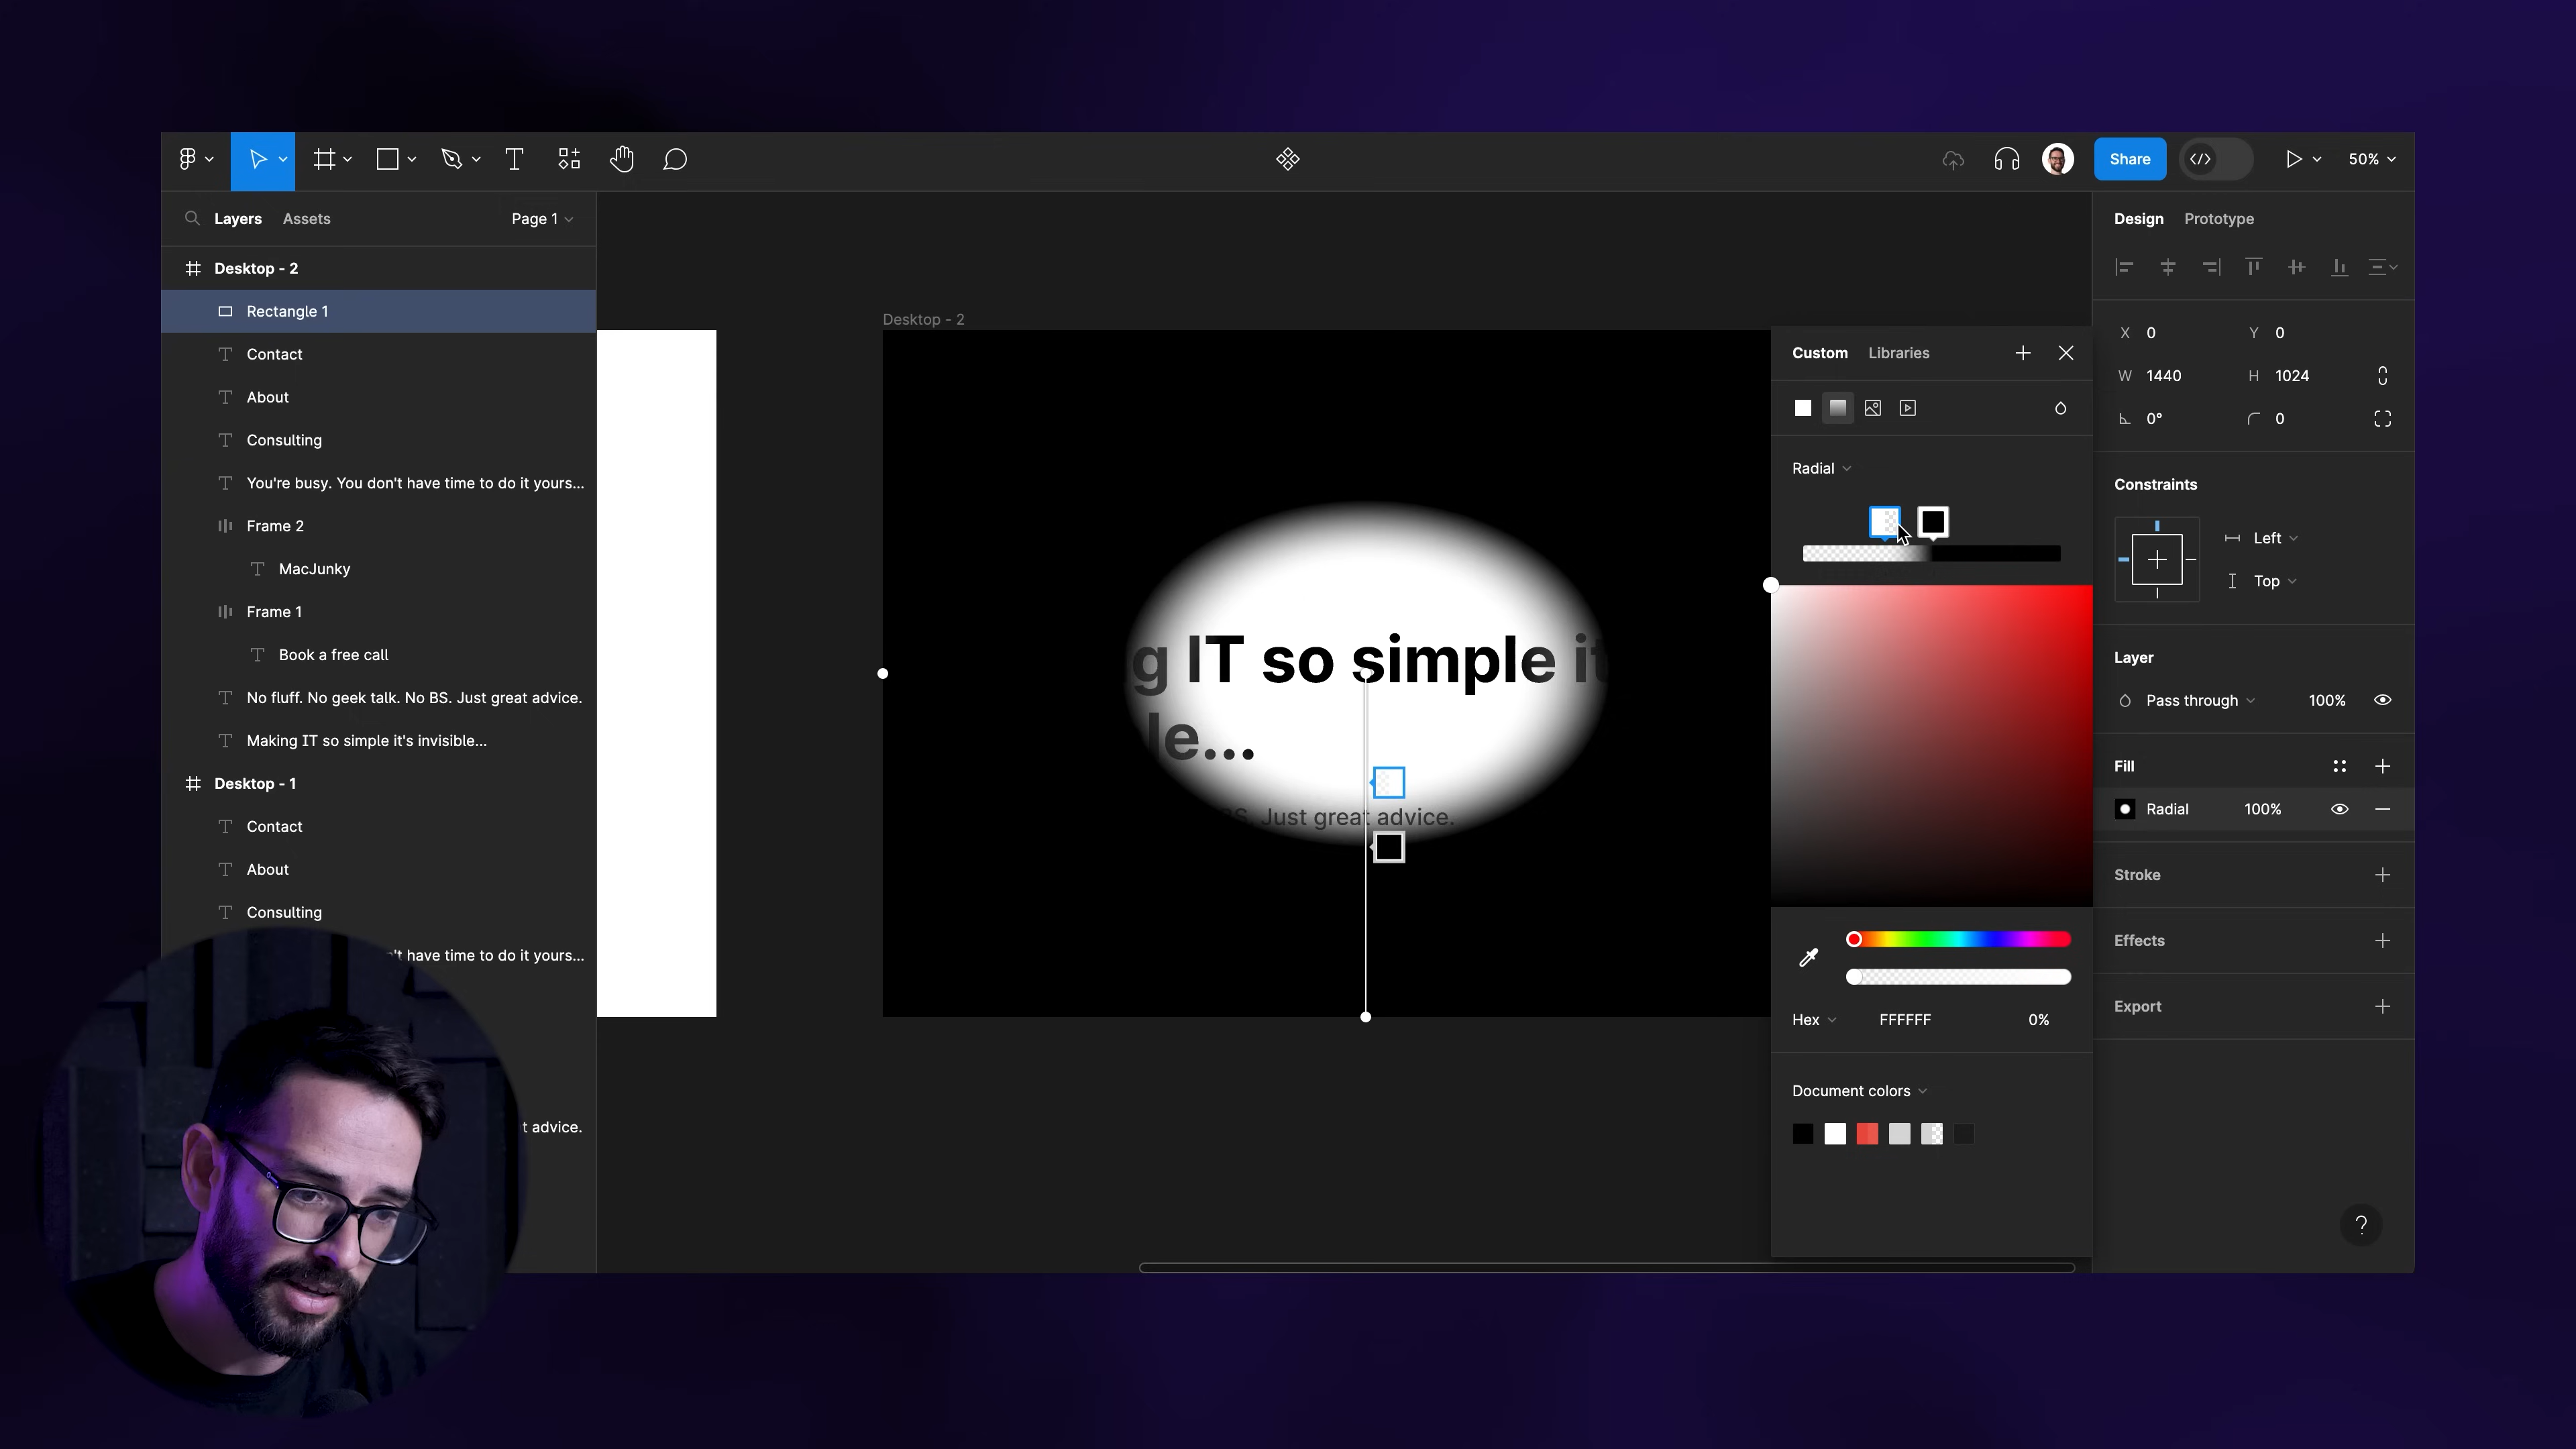 Share
50%
Layers
Assets
Page 1
Design
Prototype
Desktop - 2
Rectangle 1
Contact
About
Consulting
You're busy. You don't have time to do it yours...
Frame 2
MacJunky
Frame 1
Book a free call
No fluff. No geek talk. No BS. Just great advice.
Making IT so simple it's invisible...
Desktop - 1
Contact
About
Consulting
't have time to do it yours...
t advice.
Desktop - 2
g IT so simple it
le...
BS. Just great advice.
Custom
Libraries
Radial
Hex
FFFFFF
0%
Document colors
X 0
Y 0
W 1440
H 1024
0°
0
Constraints
Left
Top
Layer
Pass through
100%
Fill
Radial
100%
Stroke
Effects
Export
?